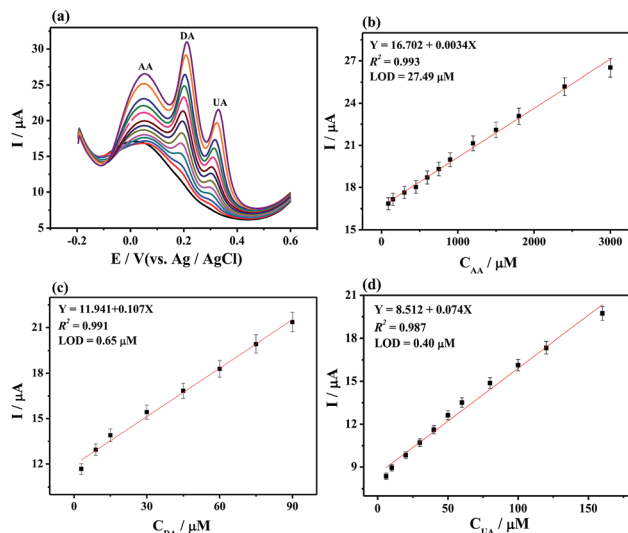 (a)
AA
DA
UA
I / µA
35
30
25
20
15
10
5
-0.2
0.0
0.2
0.4
0.6
E / V(vs. Ag / AgCl)
(b)
Y = 16.702 + 0.0034X
R² = 0.993
LOD = 27.49 µM
I / µA
27
24
21
18
15
0
1000
2000
3000
C_AA / µM
(c)
Y = 11.941+0.107X
R² = 0.991
LOD = 0.65 µM
I / µA
21
18
15
12
0
30
60
90
C_DA / µM
(d)
Y = 8.512 + 0.074X
R² = 0.987
LOD = 0.40 µM
I / µA
21
18
15
12
9
0
50
100
150
C_UA / µM